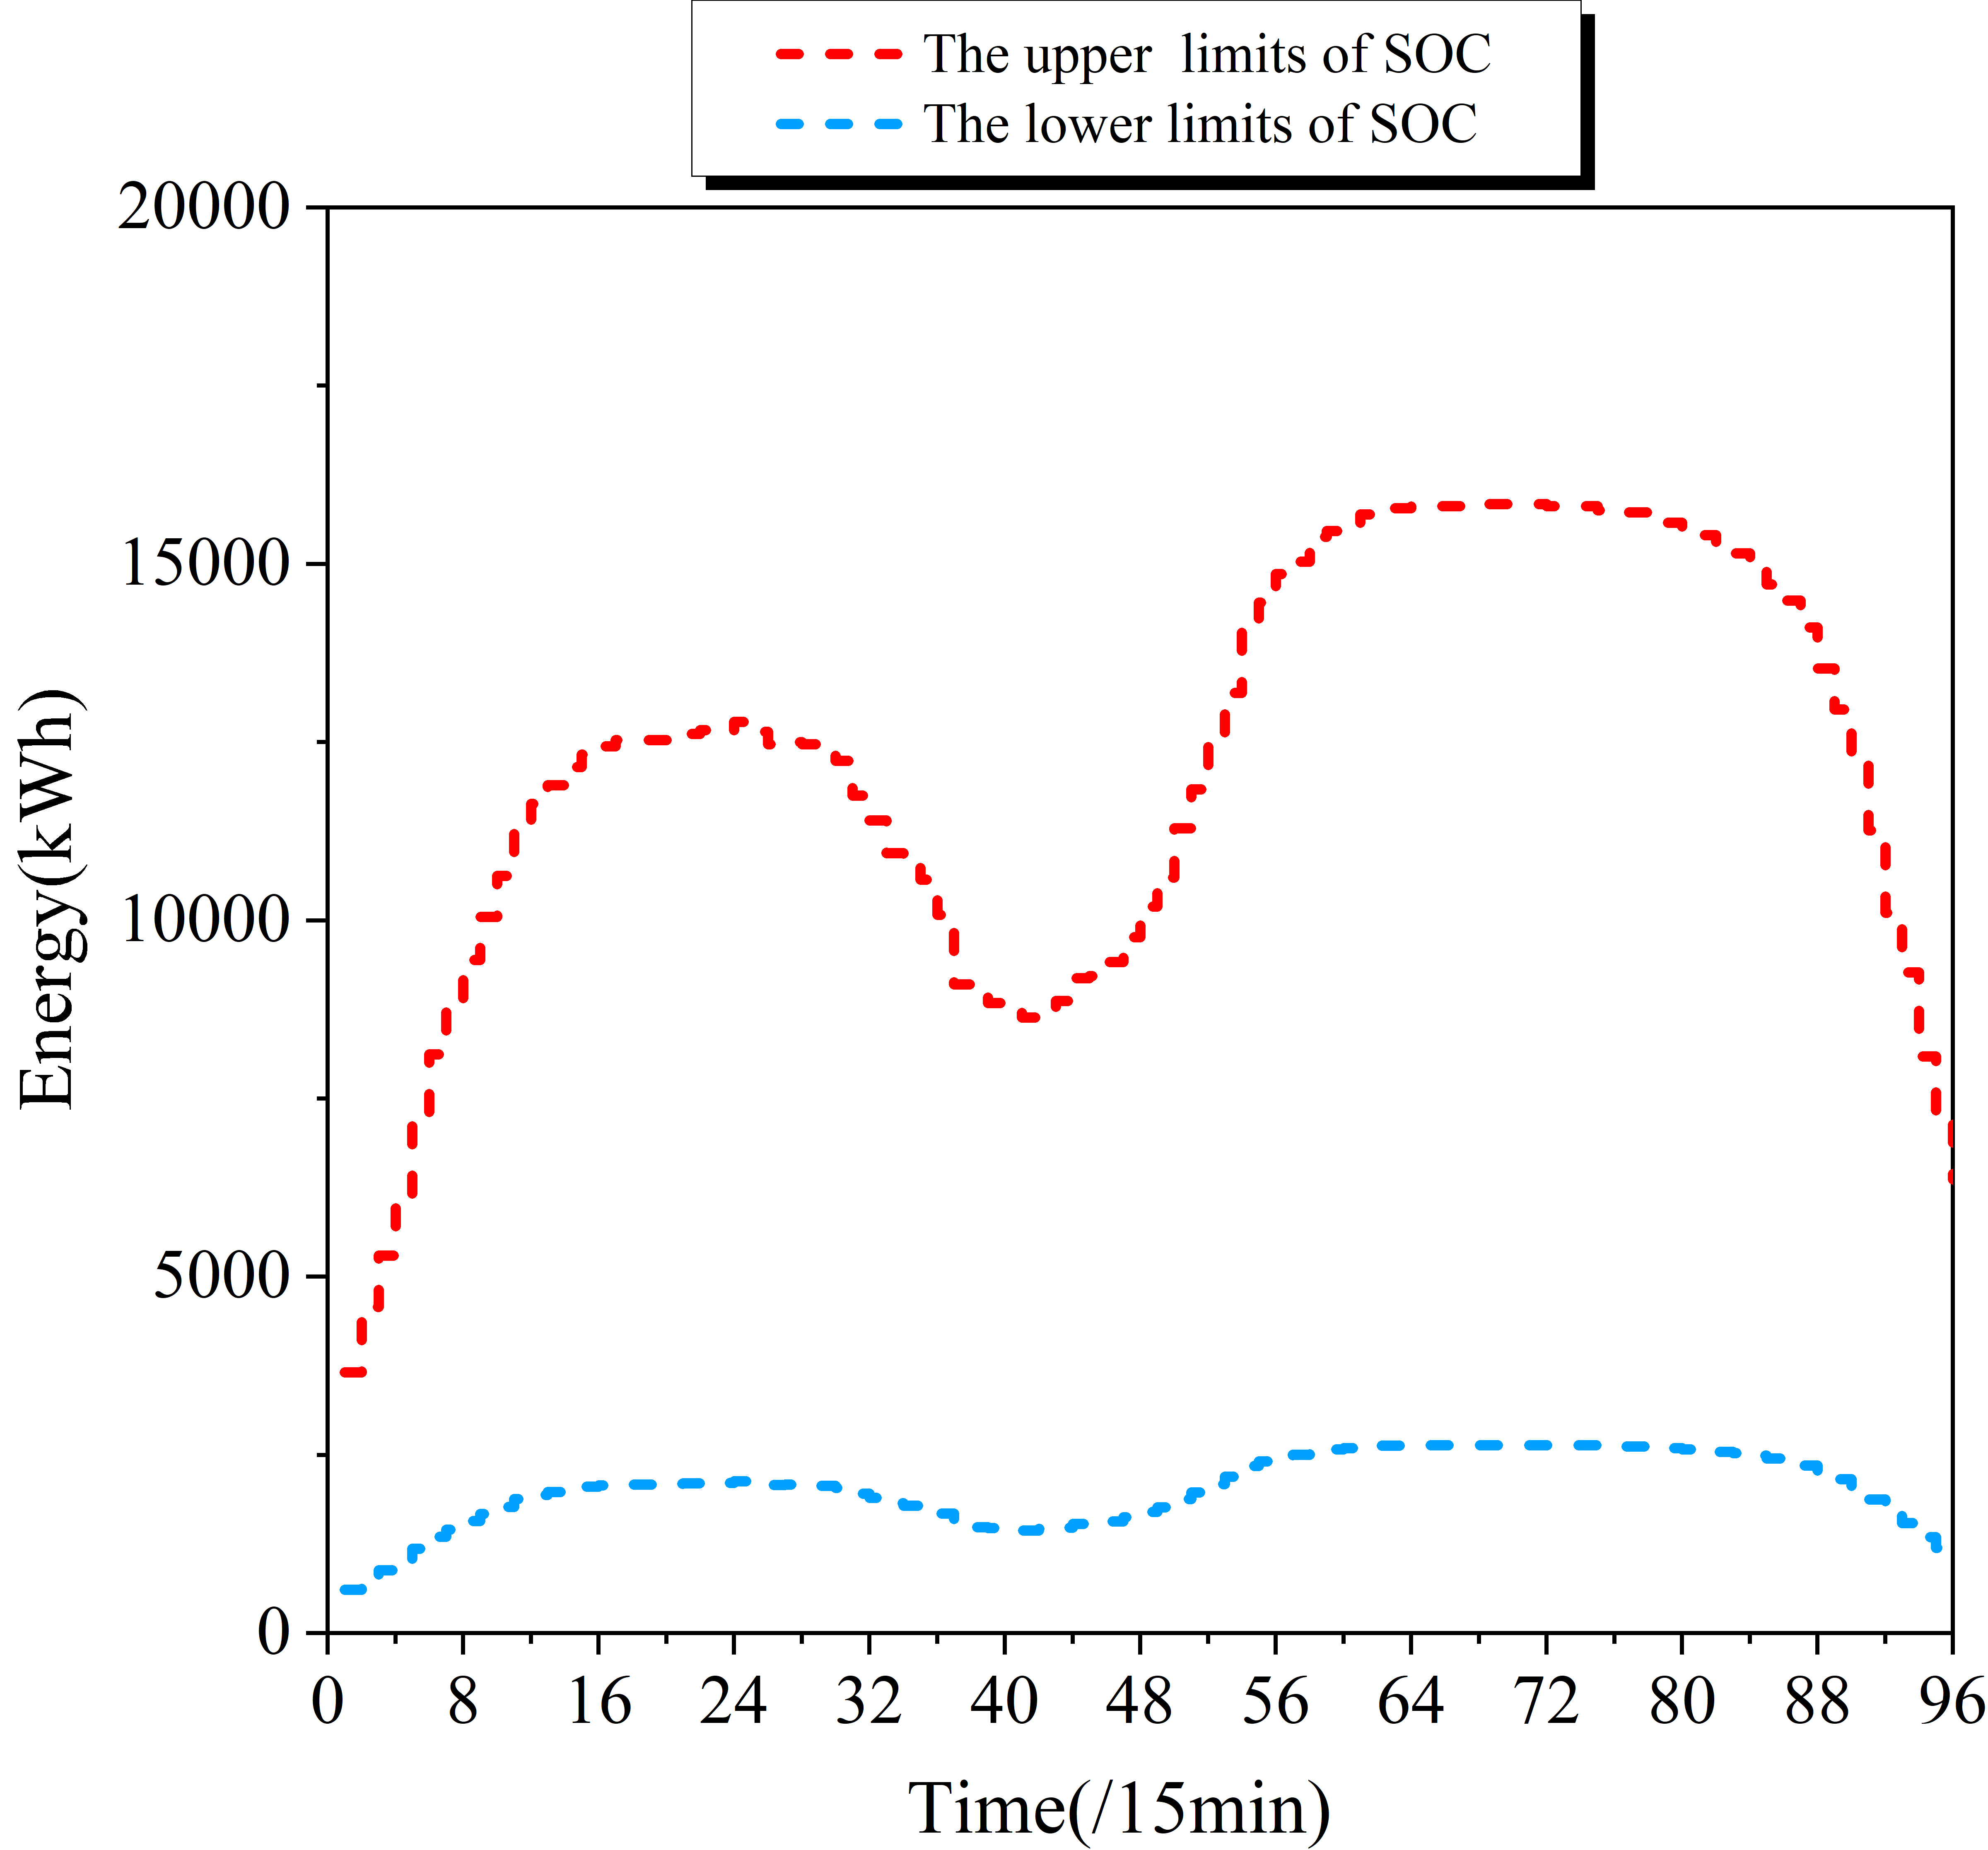 The upper limits of SOC
The lower limits of SOC
20000
15000
10000
5000
0
Energy(kWh)
0 8 16 24 32 40 48 56 64 72 80 88 96
Time(/15min)